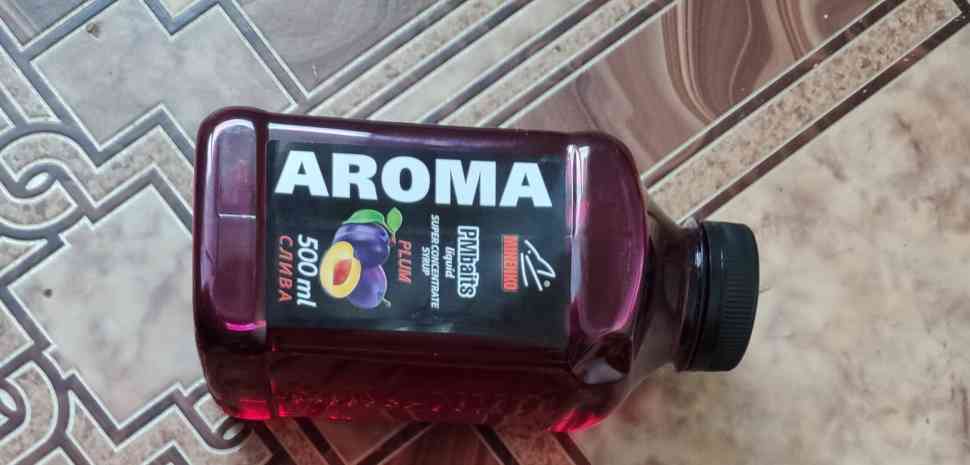 AROMA
MINENKO
PMbaits
liquid
SUPER CONCENTRATE
SYRUP
PLUM
500 ml
СЛИВА